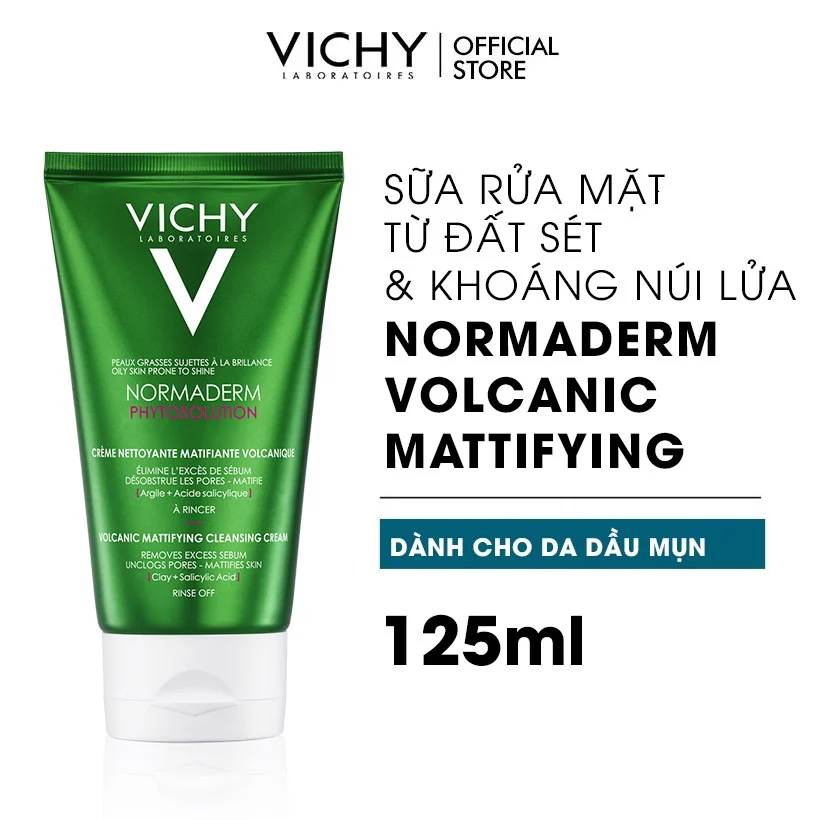 VICHY
LABORATOIRES
OFFICIAL
STORE
VICHY
LABORATOIRES
V
PEAUX GRASSES SUJETTES À LA BRILLANCE
OILY SKIN PRONE TO SHINE
NORMADERM
PHYTOSOLUTION
CRÈME NETTOYANTE MATIFIANTE VOLCANIQUE
ÉLIMINE L'EXCÈS DE SÉBUM
DÉSOBSTRUE LES PORES - MATIFIE
[Argile + Acide salicylique]
À RINCER
VOLCANIC MATTIFYING CLEANSING CREAM
REMOVES EXCESS SEBUM
UNCLOGS PORES - MATTIFIES SKIN
[Clay + Salicylic Acid]
RINSE OFF
SỮA RỬA MẶT
TỪ ĐẤT SÉT
& KHOÁNG NÚI LỬA
NORMADERM
VOLCANIC
MATTIFYING
DÀNH CHO DA DẦU MỤN
125ml